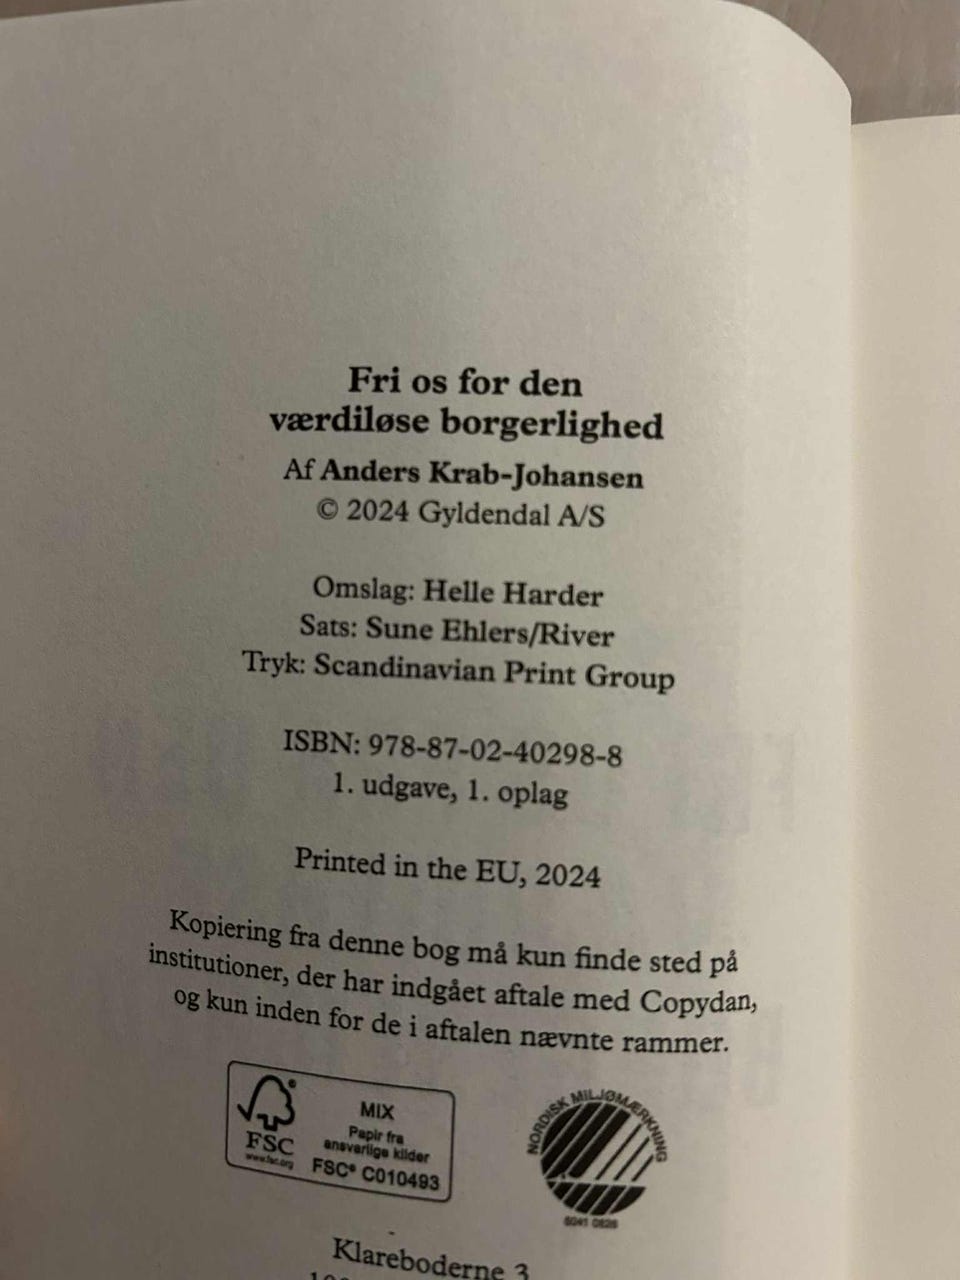 Fri os for den
værdiløse borgerlighed
Af Anders Krab-Johansen
© 2024 Gyldendal A/S
Omslag: Helle Harder
Sats: Sune Ehlers/River
Tryk: Scandinavian Print Group
ISBN: 978-87-02-40298-8
1. udgave, 1. oplag
Printed in the EU, 2024
Kopiering fra denne bog må kun finde sted på
institutioner, der har indgået aftale med Copydan,
og kun inden for de i aftalen nævnte rammer.
FSC
www.fsc.org
MIX
Papir fra
ansvarlige kilder
FSC® C010493
NORDISK MILJØMÆRKNING
Klareboderne 3